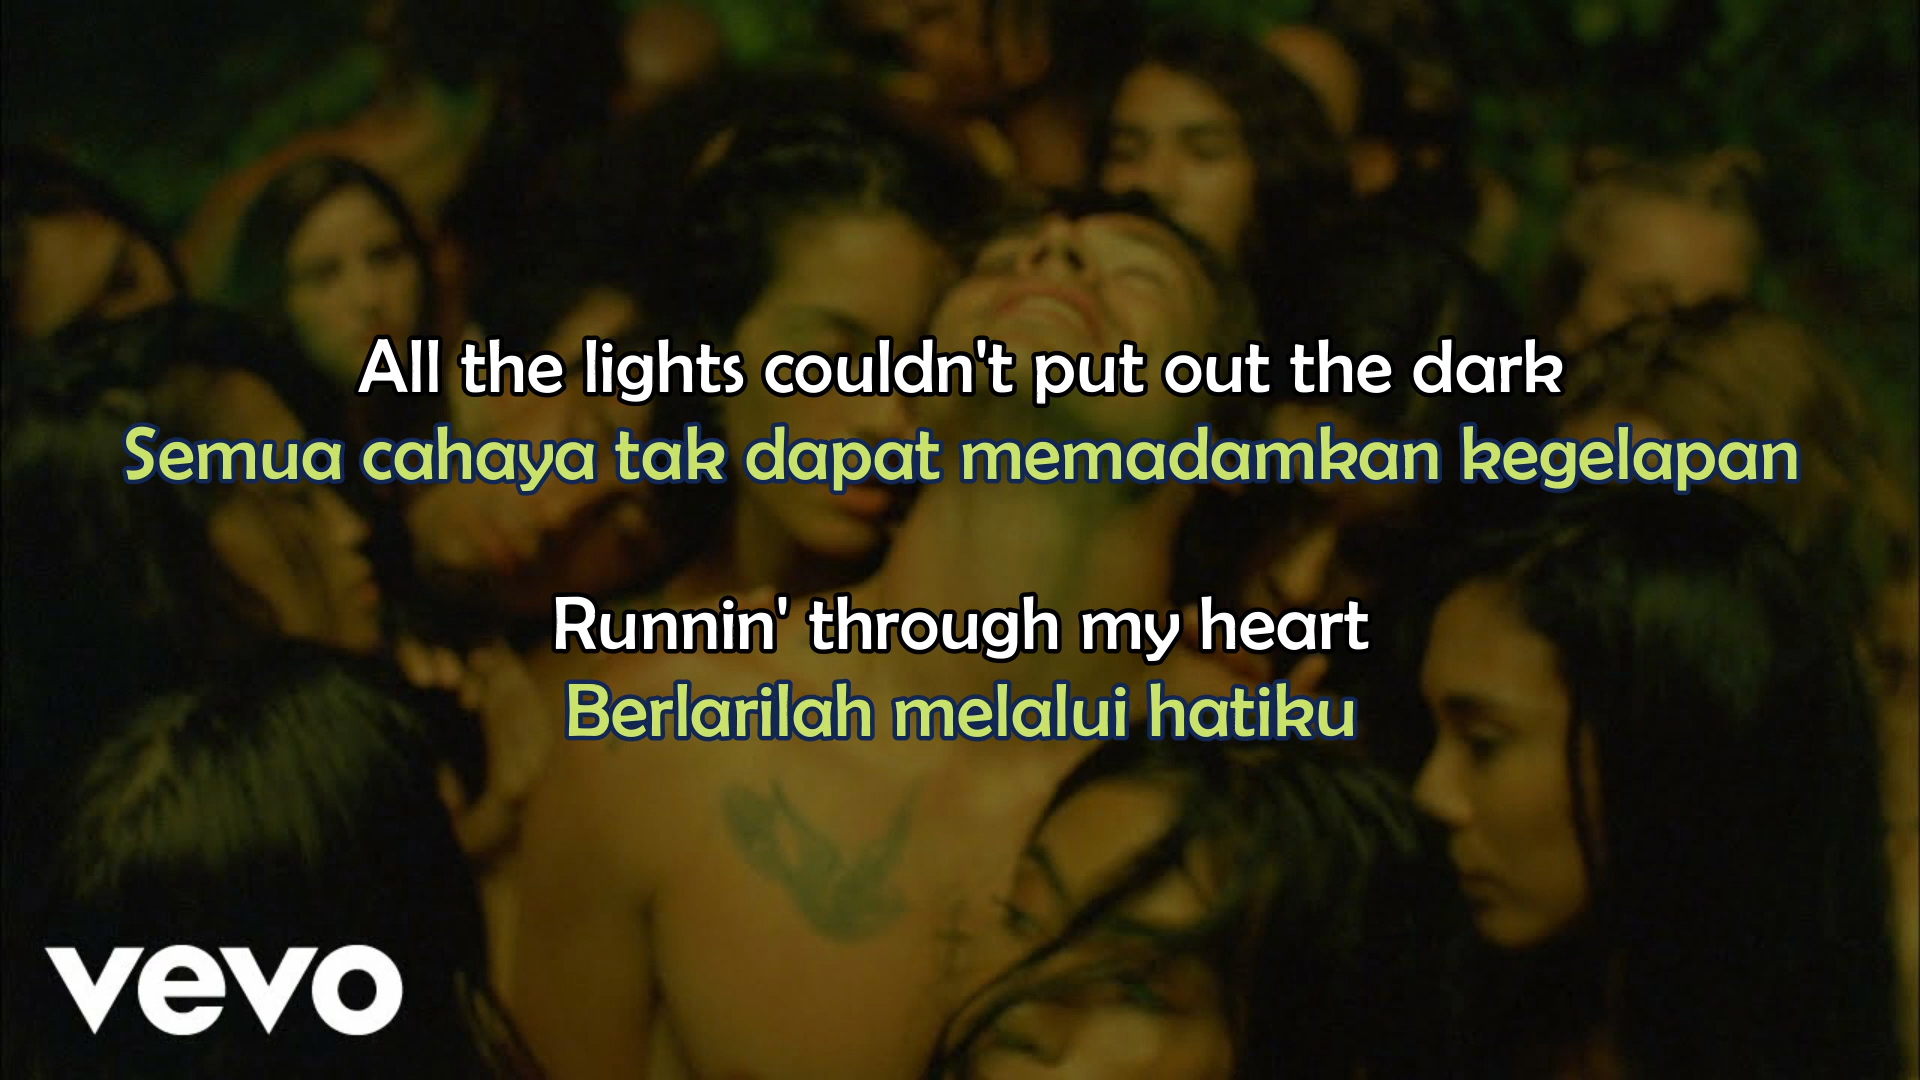 All the lights couldn't put out the dark
Semua cahaya tak dapat memadamkan kegelapan
Runnin' through my heart
Berlarilah melalui hatiku
vevo